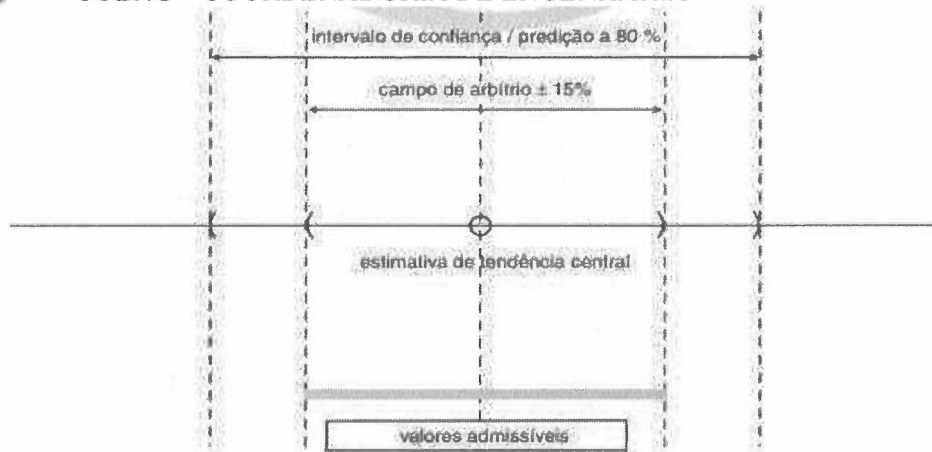 intervalo de confiança / predição a 80 %
campo de arbítrio ± 15%
estimativa de tendência central
valores admissíveis